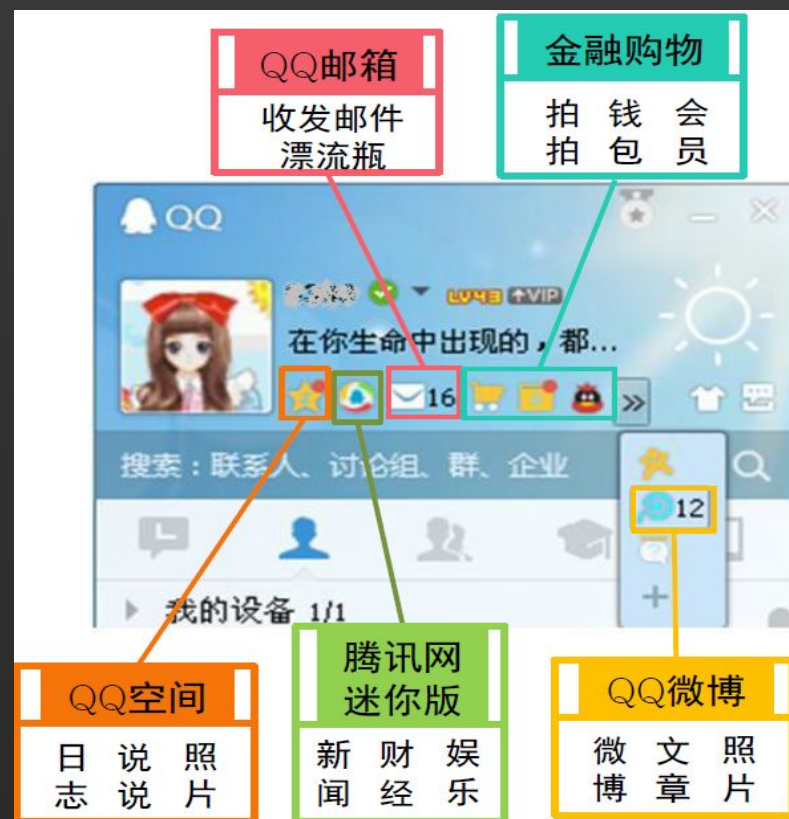 QQ邮箱
收发邮件
漂流瓶
金融购物
拍 钱 会
拍 包 员
QQ
LV43 VIP
在你生命中出现的，都...
16
搜索：联系人、讨论组、群、企业
12
我的设备 1/1
QQ空间
日 说 照
志 说 片
腾讯网
迷你版
新 财 娱
闻 经 乐
QQ微博
微 文 照
博 章 片